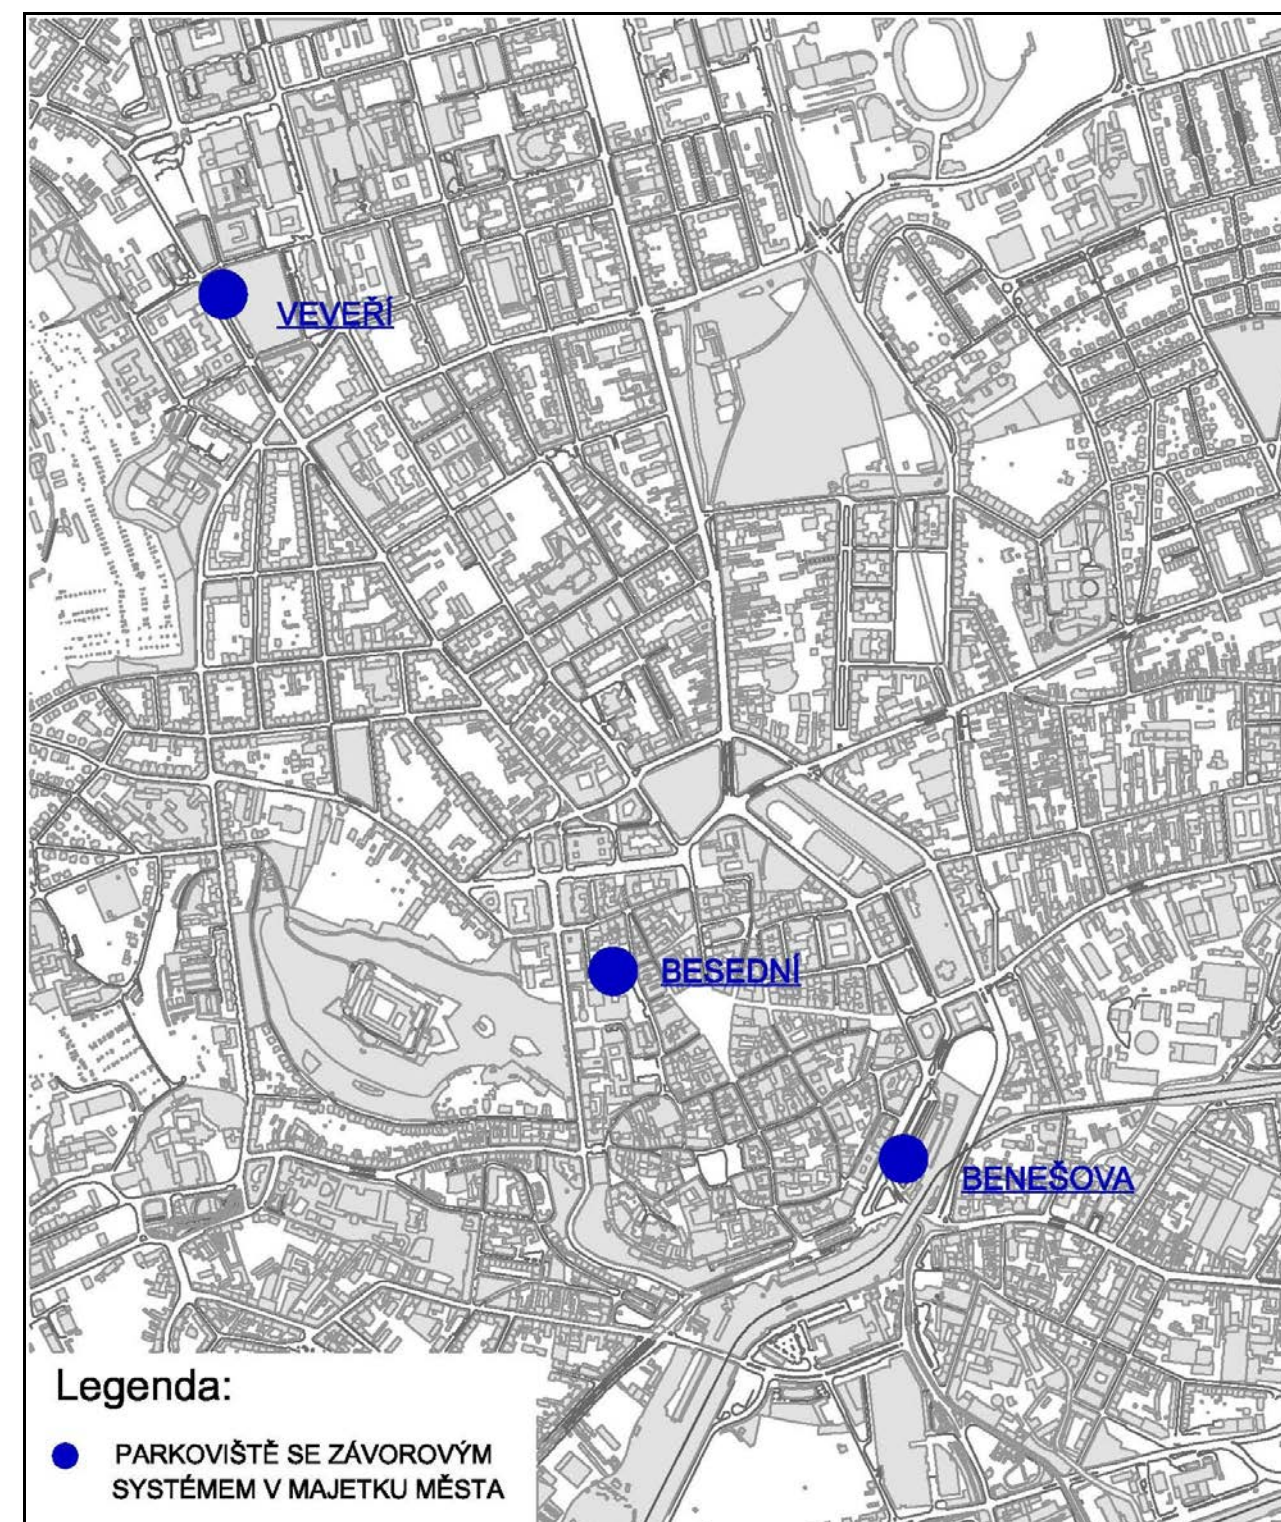 VEVEŘÍ
BESEDNÍ
BENEŠOVA
Legenda:
PARKOVIŠTĚ SE ZÁVOROVÝM
SYSTÉMEM V MAJETKU MĚSTA